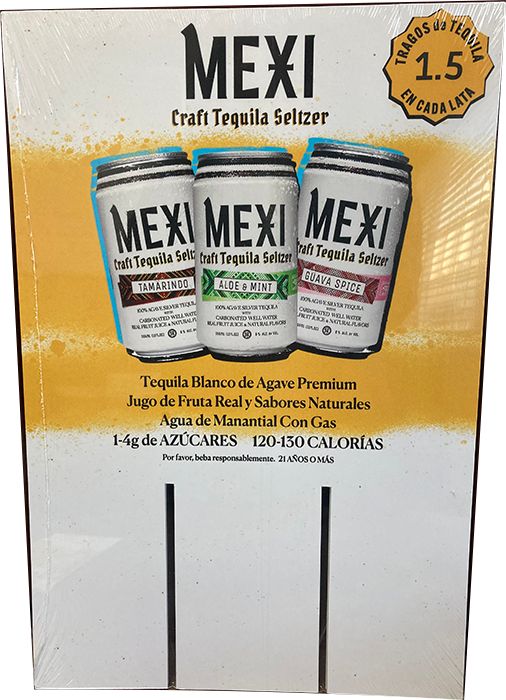 MEXI
Craft Tequila Seltzer
TRAGOS de TEQUILA
1.5
EN CADA LATA
MEXI
Craft Tequila Seltzer
TAMARINDO
100% AGAVE SILVER TEQUILA
WITH
CARBONATED WELL WATER
REAL FRUIT JUICE & NATURAL FLAVORS
MEXI
Craft Tequila Seltzer
ALOE & MINT
100% AGAVE SILVER TEQUILA
WITH
CARBONATED WELL WATER
REAL FRUIT JUICE & NATURAL FLAVORS
MEXI
Craft Tequila Seltzer
GUAVA SPICE
100% AGAVE SILVER TEQUILA
WITH
CARBONATED WELL WATER
REAL FRUIT JUICE & NATURAL FLAVORS
Tequila Blanco de Agave Premium
Jugo de Fruta Real y Sabores Naturales
Agua de Manantial Con Gas
1-4g de AZÚCARES 120-130 CALORÍAS
Por favor, beba responsablemente. 21 AÑOS O MÁS